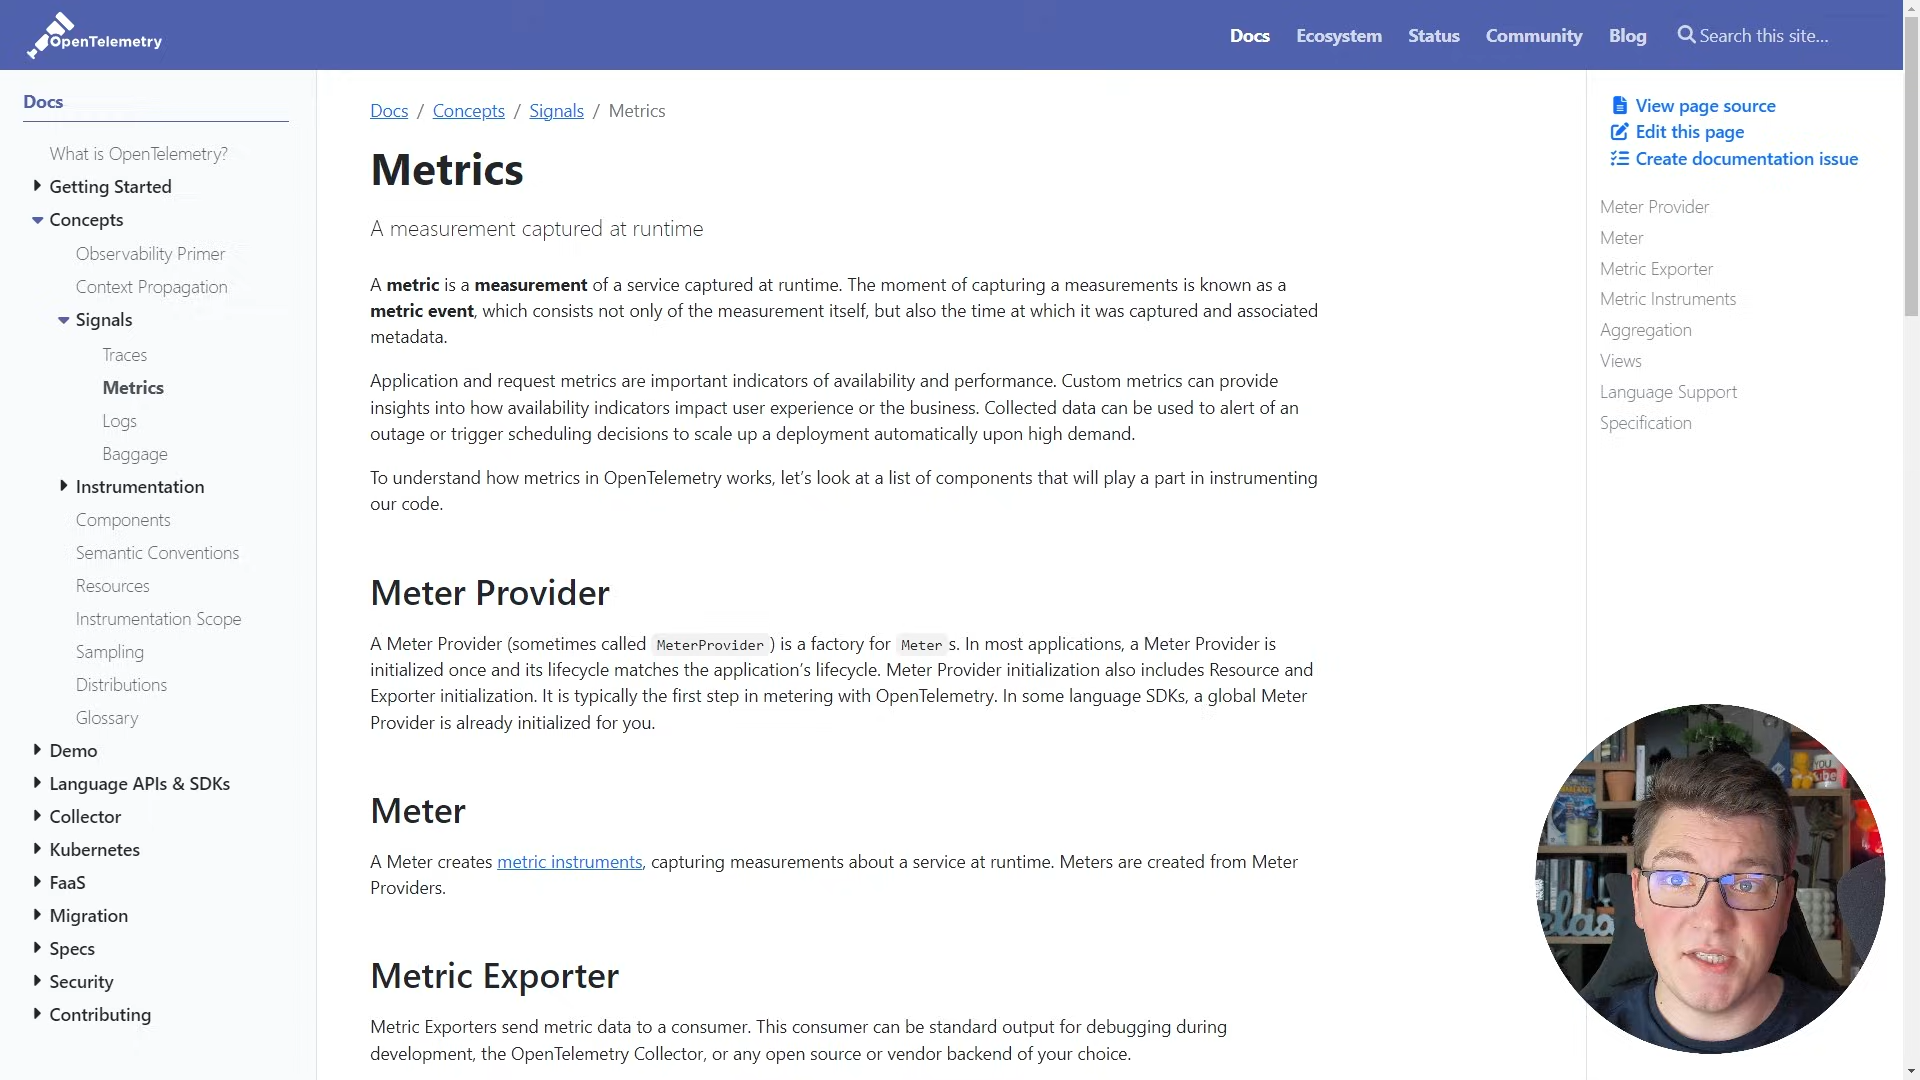 OpenTelemetry
Docs
Ecosystem
Status
Community
Blog
Search this site...
Docs
What is OpenTelemetry?
Getting Started
Concepts
Observability Primer
Context Propagation
Signals
Traces
Metrics
Logs
Baggage
Instrumentation
Components
Semantic Conventions
Resources
Instrumentation Scope
Sampling
Distributions
Glossary
Demo
Language APIs & SDKs
Collector
Kubernetes
FaaS
Migration
Specs
Security
Contributing
Docs / Concepts / Signals / Metrics
Metrics
A measurement captured at runtime
A metric is a measurement of a service captured at runtime. The moment of capturing a measurements is known as a
metric event, which consists not only of the measurement itself, but also the time at which it was captured and associated
metadata.
Application and request metrics are important indicators of availability and performance. Custom metrics can provide
insights into how availability indicators impact user experience or the business. Collected data can be used to alert of an
outage or trigger scheduling decisions to scale up a deployment automatically upon high demand.
To understand how metrics in OpenTelemetry works, let’s look at a list of components that will play a part in instrumenting
our code.
Meter Provider
A Meter Provider (sometimes called MeterProvider) is a factory for Meters. In most applications, a Meter Provider is
initialized once and its lifecycle matches the application’s lifecycle. Meter Provider initialization also includes Resource and
Exporter initialization. It is typically the first step in metering with OpenTelemetry. In some language SDKs, a global Meter
Provider is already initialized for you.
Meter
A Meter creates metric instruments, capturing measurements about a service at runtime. Meters are created from Meter
Providers.
Metric Exporter
Metric Exporters send metric data to a consumer. This consumer can be standard output for debugging during
development, the OpenTelemetry Collector, or any open source or vendor backend of your choice.
View page source
Edit this page
Create documentation issue
Meter Provider
Meter
Metric Exporter
Metric Instruments
Aggregation
Views
Language Support
Specification
YOU